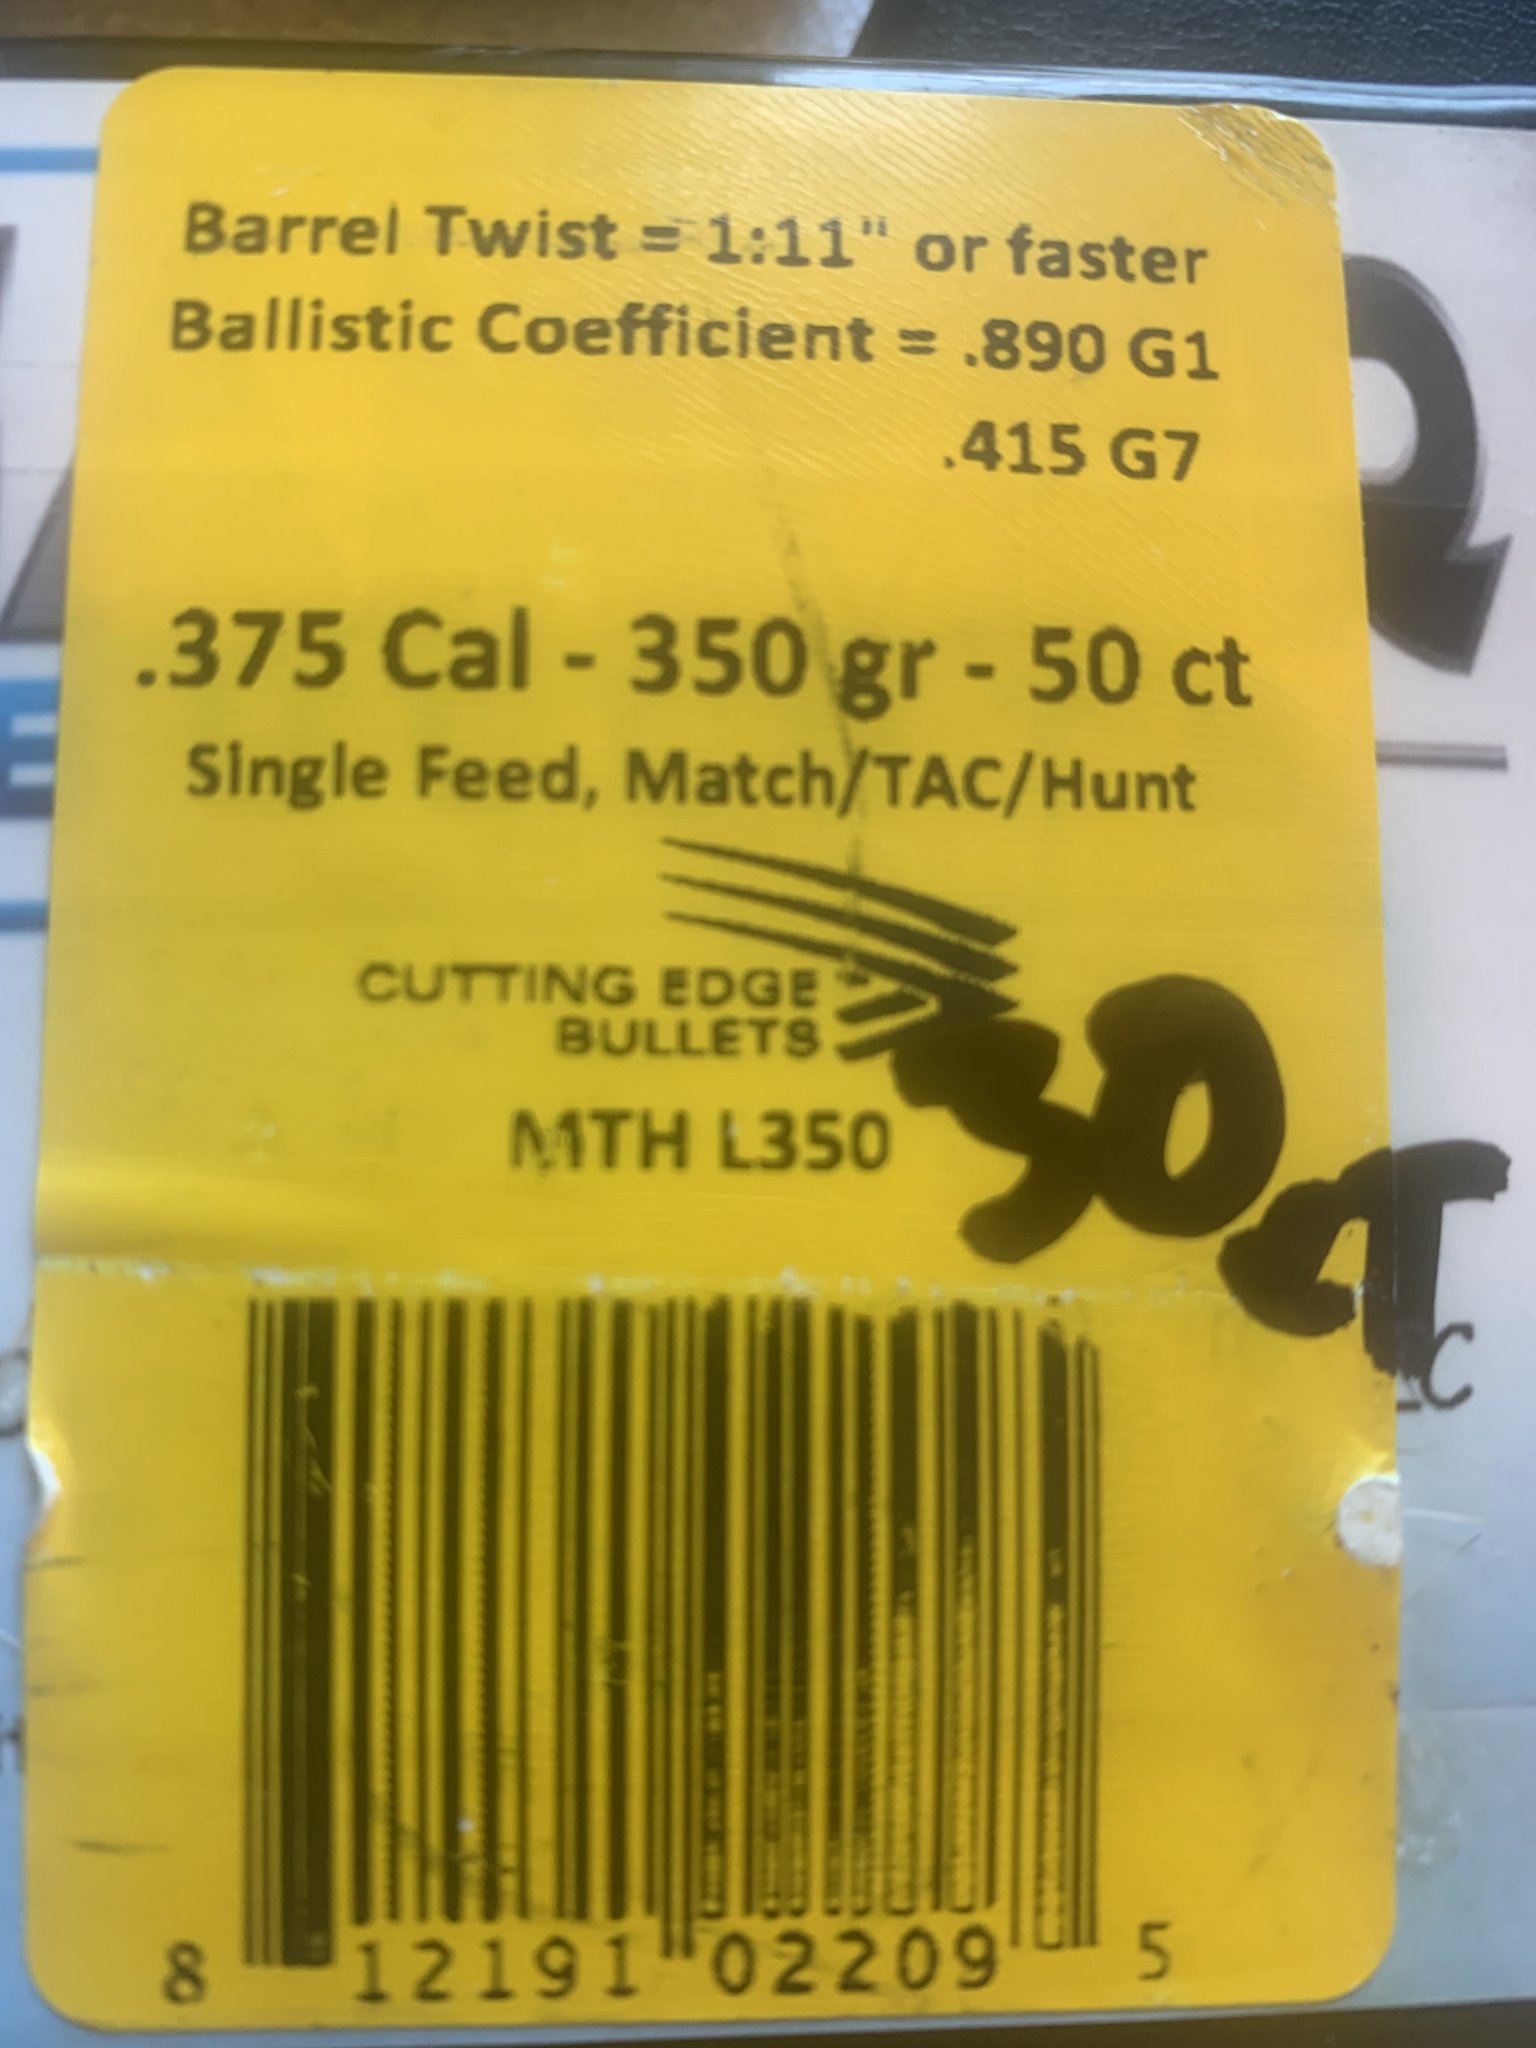 Barrel Twist = 1:11" or faster
Ballistic Coefficient = .890 G1
.415 G7
.375 Cal - 350 gr - 50 ct
Single Feed, Match/TAC/Hunt
CUTTING EDGE
BULLETS
MTH L350
30 CT
8 12191 02209 5